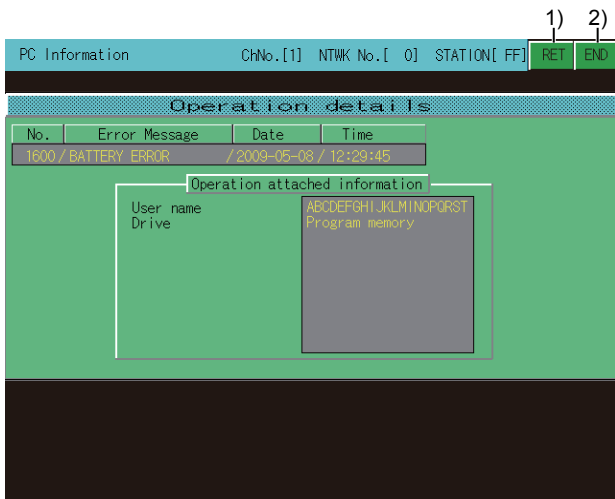 1) 2)
PC Information ChNo.[1] NTWK No.[ 0] STATION[ FF] RET END
Operation details
No. Error Message Date Time
1600/BATTERY ERROR /2009-05-08/12:29:45
Operation attached information
User name ABCDEFGHIJKLMINOPQRST
Drive Program memory